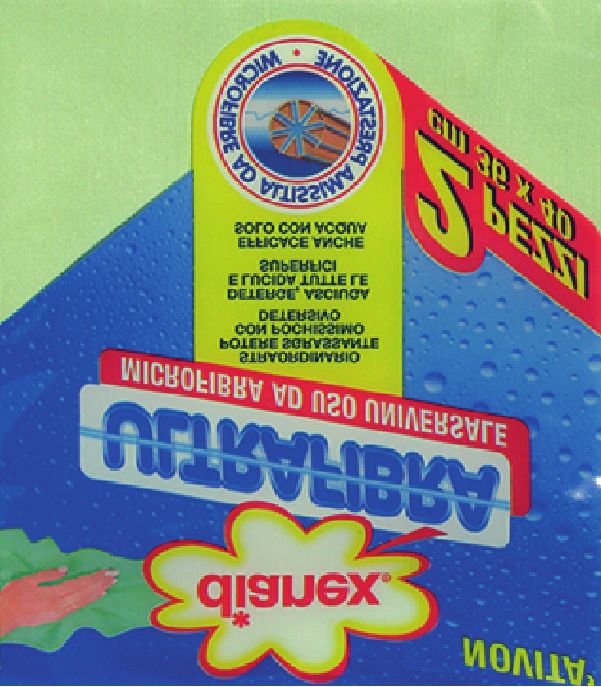 NOVITA'
dianex®
ULTRAFIBRA
MICROFIBRA AD USO UNIVERSALE
STRAORDINARIO
POTERE SGRASSANTE
CON POCHISSIMO
DETERSIVO
DETERGE, ASCIUGA
E LUCIDA TUTTE LE
SUPERFICI
EFFICACE ANCHE
SOLO CON ACQUA
2 PEZZI
cm 36 x 40
MICROFIBRE AD ALTISSIMA PRESTAZIONE •